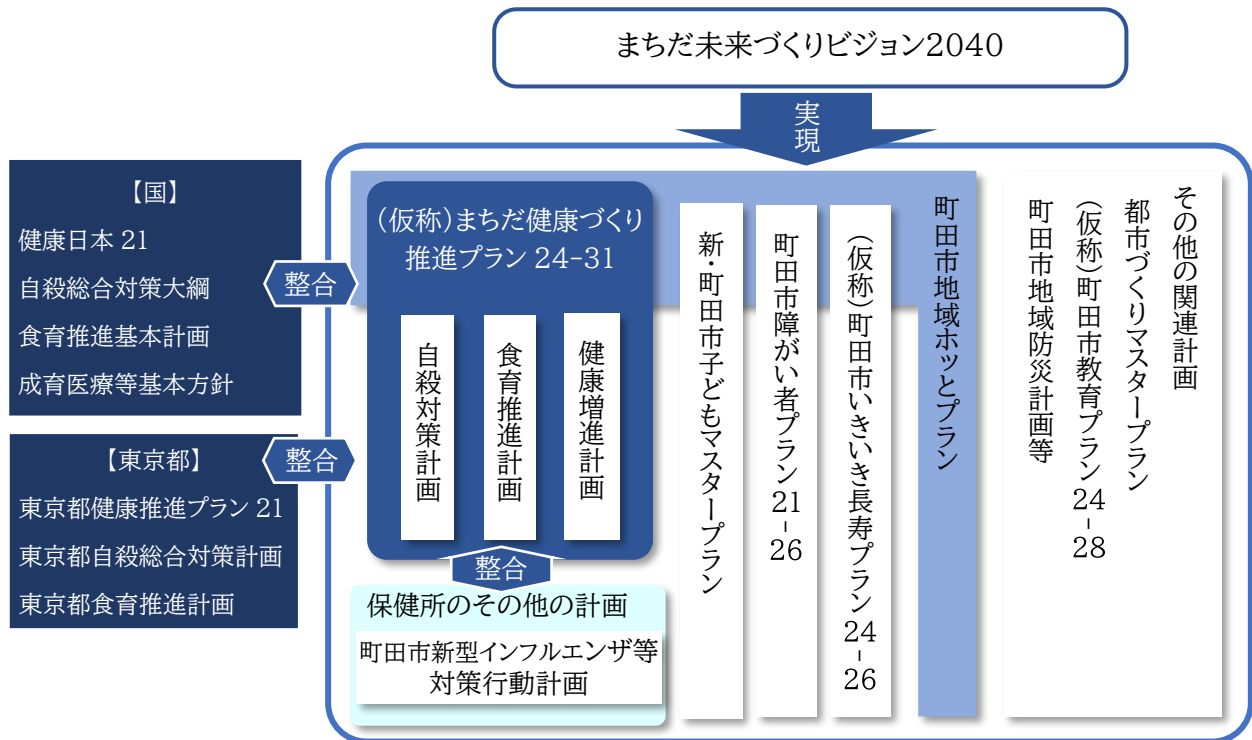 まちだ未来づくりビジョン2040
実現
【国】
健康日本 21
自殺総合対策大綱
食育推進基本計画
成育医療等基本方針
整合
【東京都】
東京都健康推進プラン 21
東京都自殺総合対策計画
東京都食育推進計画
整合
(仮称)まちだ健康づくり
推進プラン 24-31
自殺対策計画
食育推進計画
健康増進計画
整合
保健所のその他の計画
町田市新型インフルエンザ等
対策行動計画
新・町田市子どもマスタープラン
町田市障がい者プラン21-26
(仮称)町田市いきいき長寿プラン24-26
町田市地域ホッとプラン
その他の関連計画
都市づくりマスタープラン
(仮称)町田市教育プラン24-28
町田市地域防災計画等